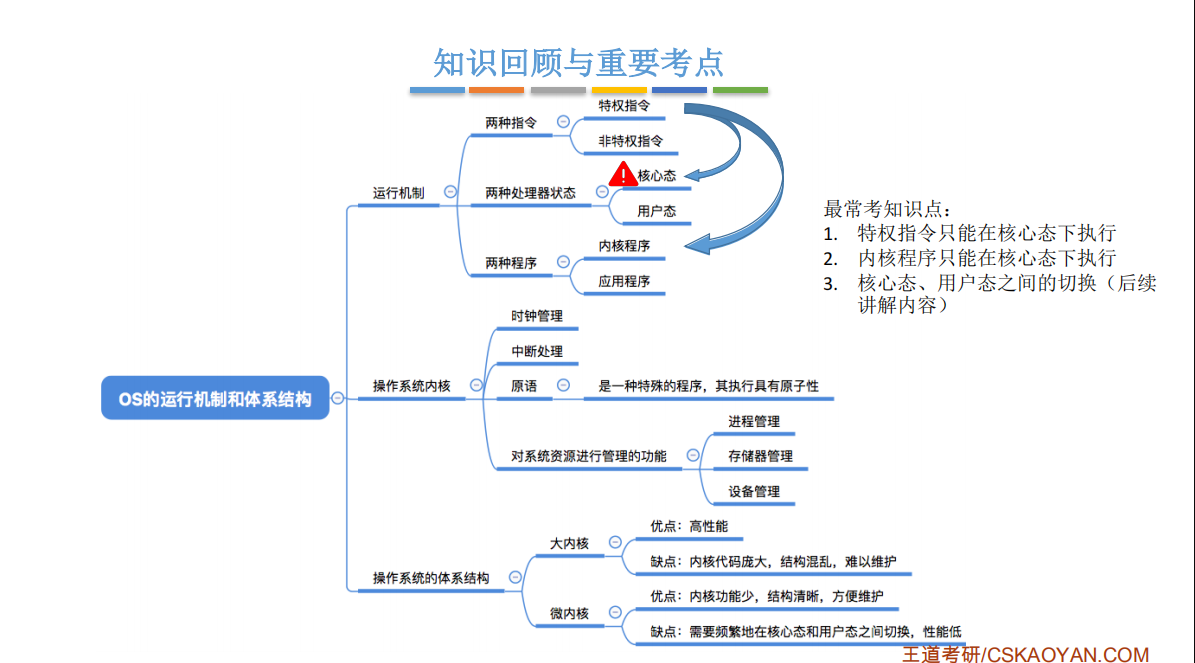 知识回顾与重要考点
特权指令
两种指令
非特权指令
核心态
运行机制
两种处理器状态
用户态
内核程序
两种程序
应用程序
最常考知识点：
1. 特权指令只能在核心态下执行
2. 内核程序只能在核心态下执行
3. 核心态、用户态之间的切换（后续
讲解内容）
时钟管理
中断处理
操作系统内核
原语
是一种特殊的程序，其执行具有原子性
OS的运行机制和体系结构
进程管理
对系统资源进行管理的功能
存储器管理
设备管理
优点：高性能
大内核
缺点：内核代码庞大，结构混乱，难以维护
操作系统的体系结构
优点：内核功能少，结构清晰，方便维护
微内核
缺点：需要频繁地在核心态和用户态之间切换，性能低
王道考研/CSKAOYAN.COM